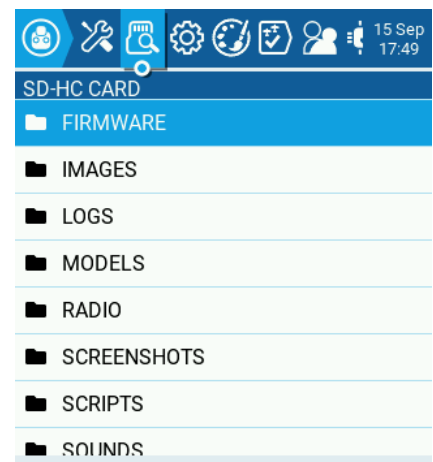 15 Sep
17:49
SD-HC CARD
FIRMWARE
IMAGES
LOGS
MODELS
RADIO
SCREENSHOTS
SCRIPTS
SOUNDS